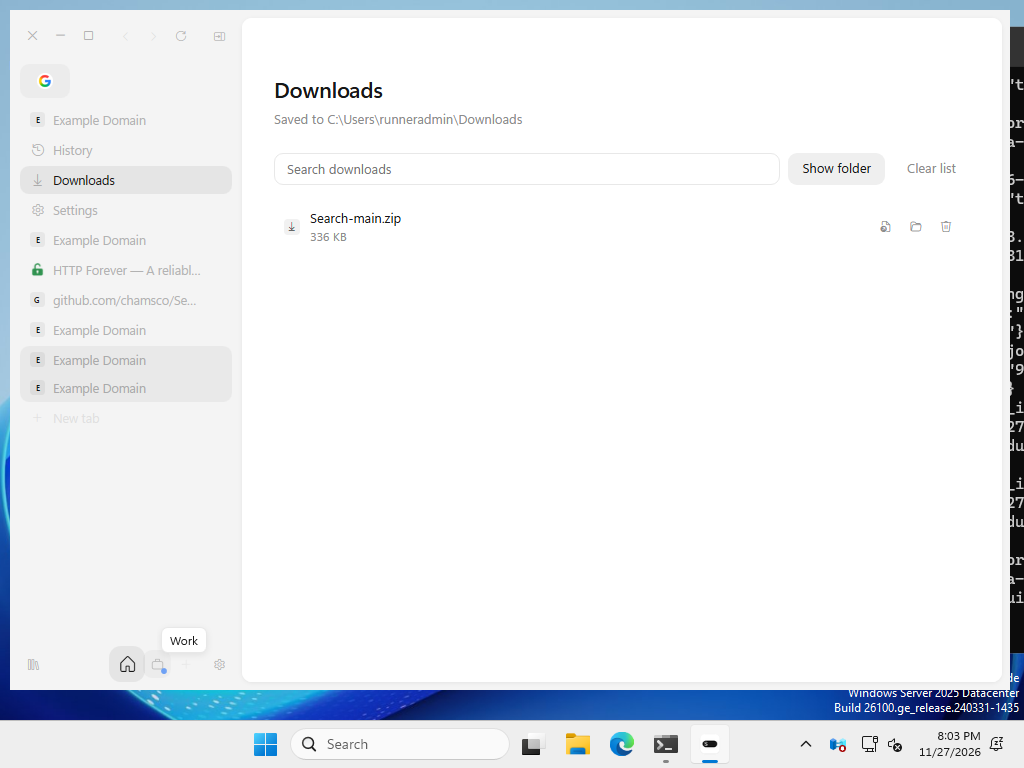 Example Domain
History
Downloads
Settings
Example Domain
HTTP Forever — A reliabl...
github.com/chamsco/Se...
Example Domain
Example Domain
Example Domain
New tab
Work
Downloads
Saved to C:\Users\runneradmin\Downloads
Search downloads
Show folder
Clear list
Search-main.zip
336 KB
Windows Server 2025 Datacenter
Build 26100.ge_release.240331-1435
Search
8:03 PM
11/27/2026